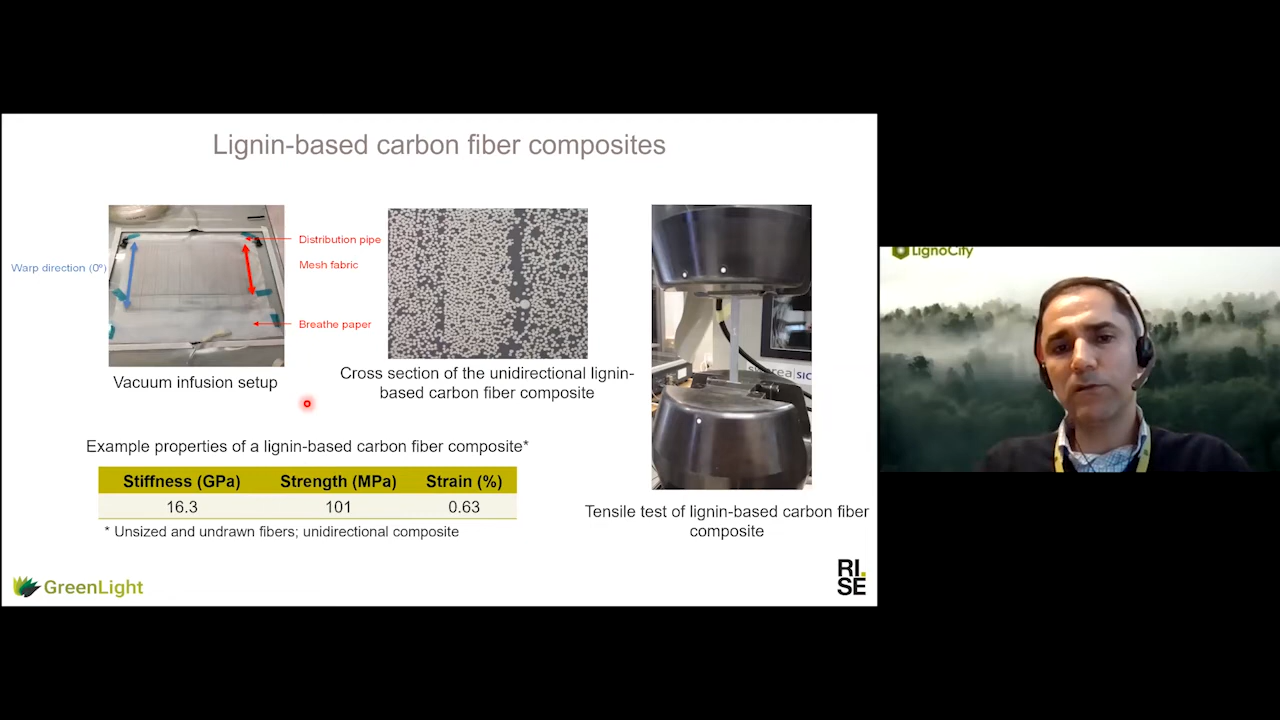 Lignin-based carbon fiber composites
Distribution pipe
Mesh fabric
Warp direction (0º)
Breathe paper
Vacuum infusion setup
Cross section of the unidirectional lignin-
based carbon fiber composite
Example properties of a lignin-based carbon fiber composite*
Stiffness (GPa) Strength (MPa) Strain (%)
16.3 101 0.63
* Unsized and undrawn fibers; unidirectional composite
Tensile test of lignin-based carbon fiber
composite
GreenLight
RI.
SE
LignoCity